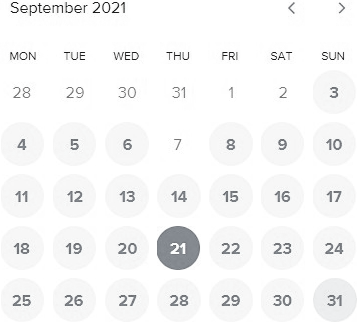 September 2021 < >
MON TUE WED THU FRI SAT SUN
28 29 30 31 1 2 3
4 5 6 7 8 9 10
11 12 13 14 15 16 17
18 19 20 21 22 23 24
25 26 27 28 29 30 31